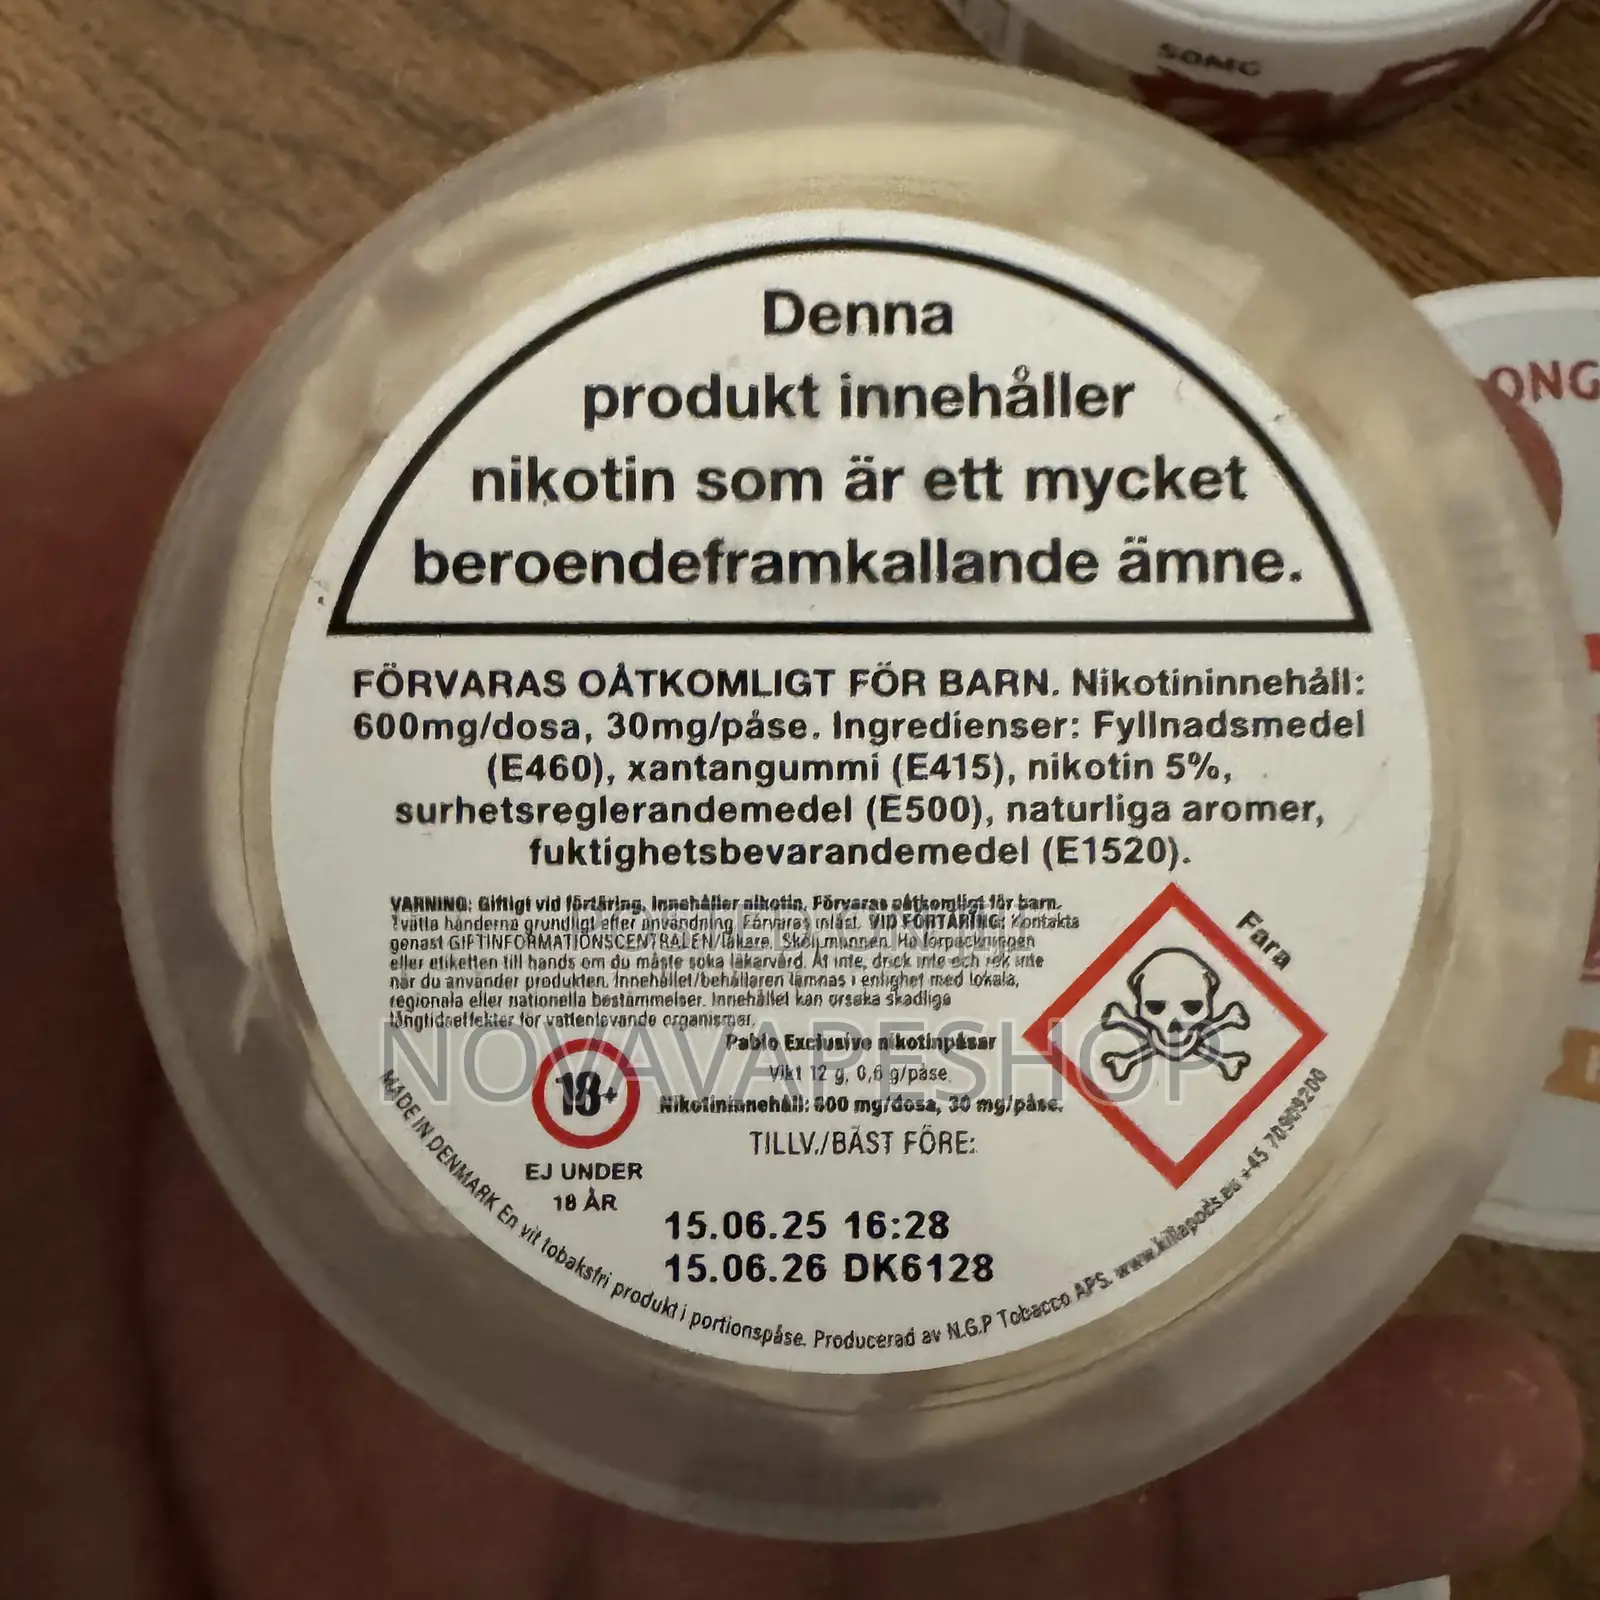 50MG
ONG
Denna
produkt innehåller
nikotin som är ett mycket
beroendeframkallande ämne.
FÖRVARAS OÅTKOMLIGT FÖR BARN. Nikotininnehåll:
600mg/dosa, 30mg/påse. Ingredienser: Fyllnadsmedel
(E460), xantangummi (E415), nikotin 5%,
surhetsreglerandemedel (E500), naturliga aromer,
fuktighetsbevarandemedel (E1520).
VARNING: Giftigt vid förtäring. Innehåller nikotin. Förvaras oåtkomligt för barn.
Tvätta händerna grundligt efter användning. Förvaras inlåst. VID FÖRTÄRING: Kontakta
genast GIFTINFORMATIONSCENTRALEN/läkare. Skölj munnen. Ha förpackningen
eller etiketten till hands om du måste söka läkarvård. Ät inte, drick inte och rök inte
när du använder produkten. Innehållet/behållaren lämnas i enlighet med lokala,
regionala eller nationella bestämmelser. Innehållet kan orsaka skadliga
långtidseffekter för vattenlevande organismer.
Fara
NOVAVAPESHOP
Pablo Exclusive nikotinpåsar
Vikt 12 g, 0,6 g/påse
Nikotininnehåll: 600 mg/dosa, 30 mg/påse.
18+
EJ UNDER
18 ÅR
TILLV./BÄST FÖRE:
15.06.25 16:28
15.06.26 DK6128
MADE IN DENMARK En vit tobaksfri produkt i portionspåse. Producerad av N.G.P Tobacco APS. www.killapods.eu +45 70909200